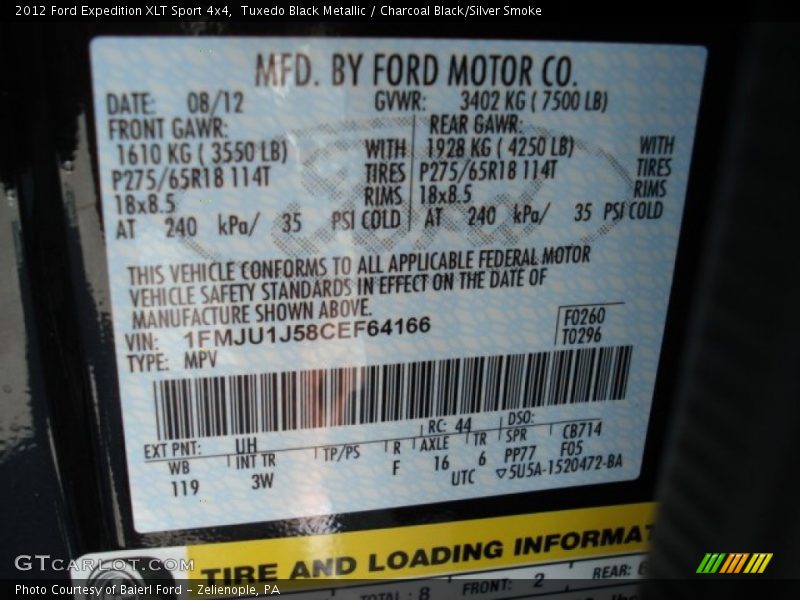 2012 Ford Expedition XLT Sport 4x4,  Tuxedo Black Metallic / Charcoal Black/Silver Smoke
MFD. BY FORD MOTOR CO.
DATE: 08/12 GVWR: 3402 KG ( 7500 LB)
FRONT GAWR: REAR GAWR:
1610 KG ( 3550 LB) WITH 1928 KG ( 4250 LB) WITH
P275/65R18 114T TIRES P275/65R18 114T TIRES
18x8.5 RIMS 18x8.5 RIMS
AT 240 kPa/ 35 PSI COLD AT 240 kPa/ 35 PSI COLD
THIS VEHICLE CONFORMS TO ALL APPLICABLE FEDERAL MOTOR
VEHICLE SAFETY STANDARDS IN EFFECT ON THE DATE OF
MANUFACTURE SHOWN ABOVE.
VIN: 1FMJU1J58CEF64166 F0260
TYPE: MPV T0296
EXT PNT: UH RC: 44 DSO: CB714
WB INT TR TP/PS R AXLE TR SPR F05
119 3W F 16 6 PP77
UTC ▽5U5A-1520472-BA
TIRE AND LOADING INFORMAT
TOTAL : 8 FRONT: 2 REAR: 6
GTCARLOT.COM
Photo Courtesy of Baierl Ford - Zelienople, PA